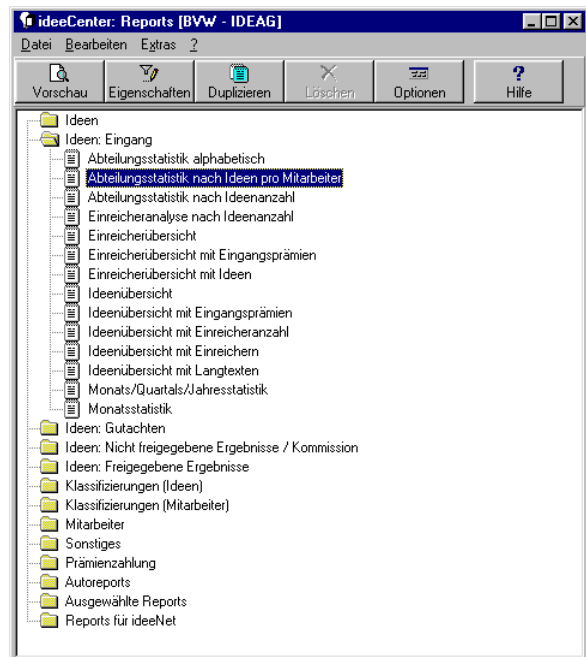 ideeCenter: Reports [BVW - IDEAG]
Datei Bearbeiten Extras ?
Vorschau Eigenschaften Duplizieren Löschen Optionen Hilfe
Ideen
Ideen: Eingang
Abteilungsstatistik alphabetisch
Abteilungsstatistik nach Ideen pro Mitarbeiter
Abteilungsstatistik nach Ideenanzahl
Einreicheranalyse nach Ideenanzahl
Einreicherübersicht
Einreicherübersicht mit Eingangsprämien
Einreicherübersicht mit Ideen
Ideenübersicht
Ideenübersicht mit Eingangsprämien
Ideenübersicht mit Einreicheranzahl
Ideenübersicht mit Einreichern
Ideenübersicht mit Langtexten
Monats/Quartals/Jahresstatistik
Monatsstatistik
Ideen: Gutachten
Ideen: Nicht freigegebene Ergebnisse / Kommission
Ideen: Freigegebene Ergebnisse
Klassifizierungen (Ideen)
Klassifizierungen (Mitarbeiter)
Mitarbeiter
Sonstiges
Prämienzahlung
Autoreports
Ausgewählte Reports
Reports für ideeNet